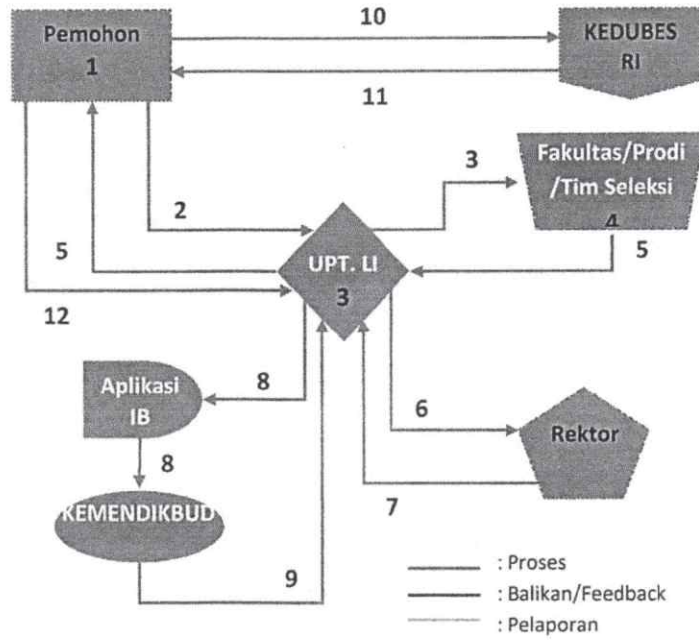 10
Pemohon
1
KEDUBES
RI
11
3
Fakultas/Prodi
/Tim Seleksi
4
2
5
5
UPT. LI
3
12
Aplikasi
IB
8
6
Rektor
8
7
KEMENDIKBUD
9
: Proses
: Balikan/Feedback
: Pelaporan